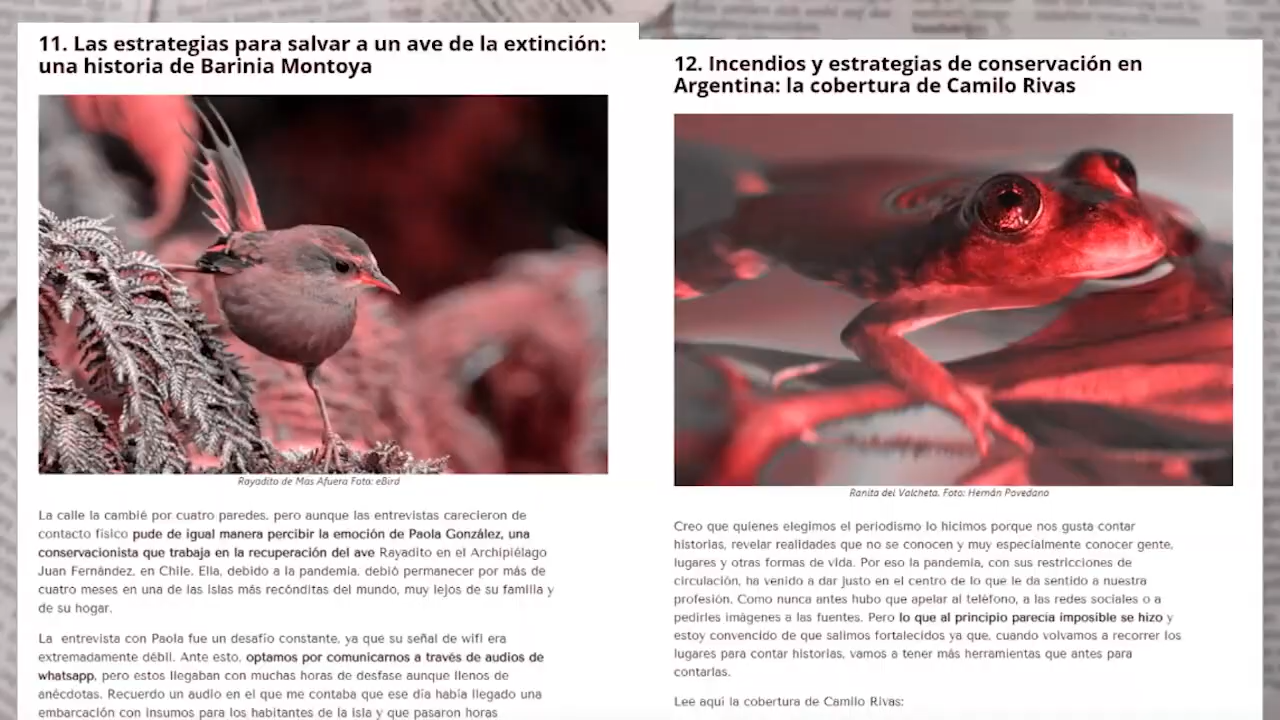 11. Las estrategias para salvar a un ave de la extinción:
una historia de Barinia Montoya
Rayadito de Mas Afuera Foto: eBird
La calle la cambié por cuatro paredes, pero aunque las entrevistas carecieron de
contacto físico pude de igual manera percibir la emoción de Paola González, una
conservacionista que trabaja en la recuperación del ave Rayadito en el Archipiélago
Juan Fernández, en Chile. Ella, debido a la pandemia, debió permanecer por más de
cuatro meses en una de las islas más recónditas del mundo, muy lejos de su familia y
de su hogar.
La entrevista con Paola fue un desafío constante, ya que su señal de wifi era
extremadamente débil. Ante esto, optamos por comunicarnos a través de audios de
whatsapp, pero estos llegaban con muchas horas de desfase aunque llenos de
anécdotas. Recuerdo un audio en el que me contaba que ese día había llegado una
embarcación con insumos para los habitantes de la isla y que pasaron horas
12. Incendios y estrategias de conservación en
Argentina: la cobertura de Camilo Rivas
Ranita del Valcheta. Foto: Hernán Povedano
Creo que quienes elegimos el periodismo lo hicimos porque nos gusta contar
historias, revelar realidades que no se conocen y muy especialmente conocer gente,
lugares y otras formas de vida. Por eso la pandemia, con sus restricciones de
circulación, ha venido a dar justo en el centro de lo que le da sentido a nuestra
profesión. Como nunca antes hubo que apelar al teléfono, a las redes sociales o a
pedirles imágenes a las fuentes. Pero lo que al principio parecía imposible se hizo y
estoy convencido de que salimos fortalecidos ya que, cuando volvamos a recorrer los
lugares para contar historias, vamos a tener más herramientas que antes para
contarlas.
Lee aquí la cobertura de Camilo Rivas: